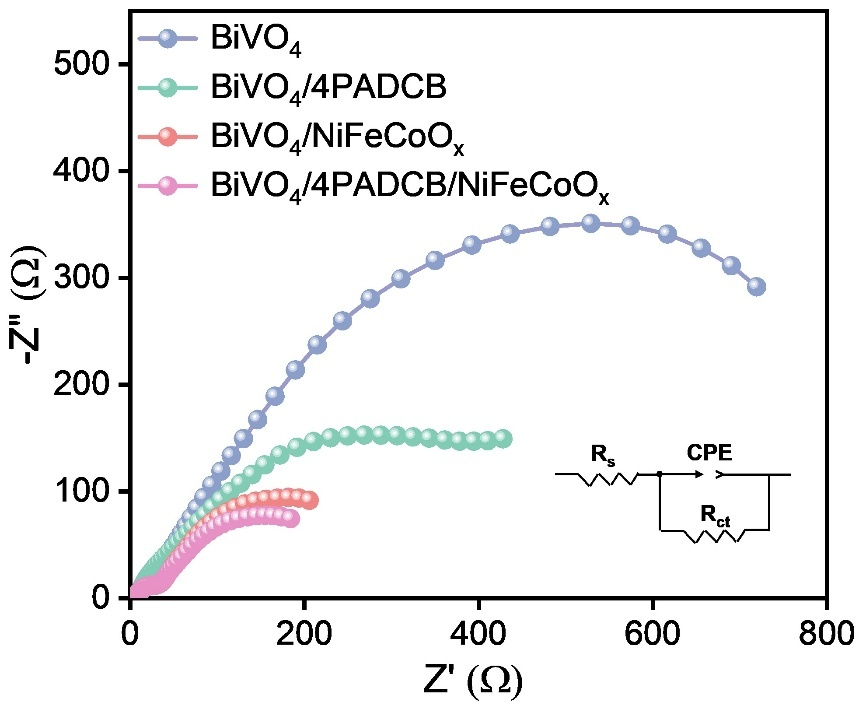 BiVO4
BiVO4/4PADCB
BiVO4/NiFeCoOx
BiVO4/4PADCB/NiFeCoOx
500
400
300
200
100
0
-Z" (Ω)
Rs
CPE
Rct
0 200 400 600 800
Z' (Ω)